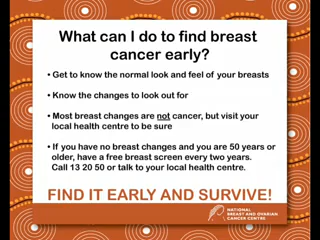 What can I do to find breast
cancer early?
• Get to know the normal look and feel of your breasts
• Know the changes to look out for
• Most breast changes are not cancer, but visit your
local health centre to be sure
• If you have no breast changes and you are 50 years or
older, have a free breast screen every two years.
Call 13 20 50 or talk to your local health centre.
FIND IT EARLY AND SURVIVE!
NATIONAL
BREAST AND OVARIAN
CANCER CENTRE